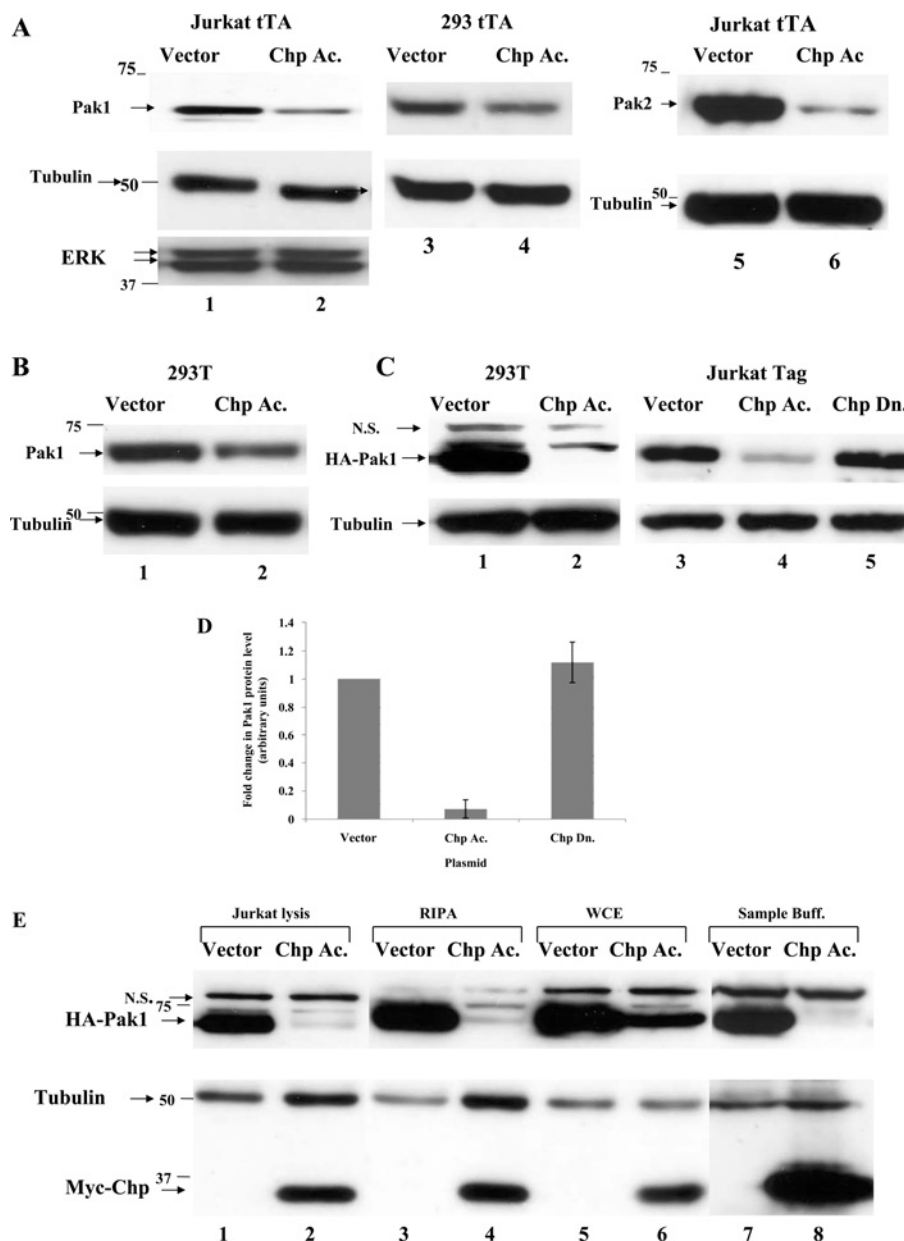 A
Jurkat tTA
293 tTA
Jurkat tTA
Vector Chp Ac.
Vector Chp Ac.
Vector Chp Ac
75
75
Pak1
Pak2
Tubulin 50
Tubulin 50
ERK
37
1 2
3 4
5 6
B
293T
C
293T
Jurkat Tag
Vector Chp Ac.
Vector Chp Ac.
Vector Chp Ac. Chp Dn.
75
N.S.
Pak1
HA-Pak1
50
Tubulin
Tubulin
1 2
1 2
3 4 5
D
Fold change in Pak1 protein level
(arbitrary units)
1.4
1.2
1
0.8
0.6
0.4
0.2
0
Vector Chp Ac. Chp Dn.
Plasmid
E
Jurkat lysis RIPA WCE Sample Buff.
Vector Chp Ac. Vector Chp Ac. Vector Chp Ac. Vector Chp Ac.
N.S.
75
HA-Pak1
Tubulin 50
37
Myc-Chp
1 2 3 4 5 6 7 8